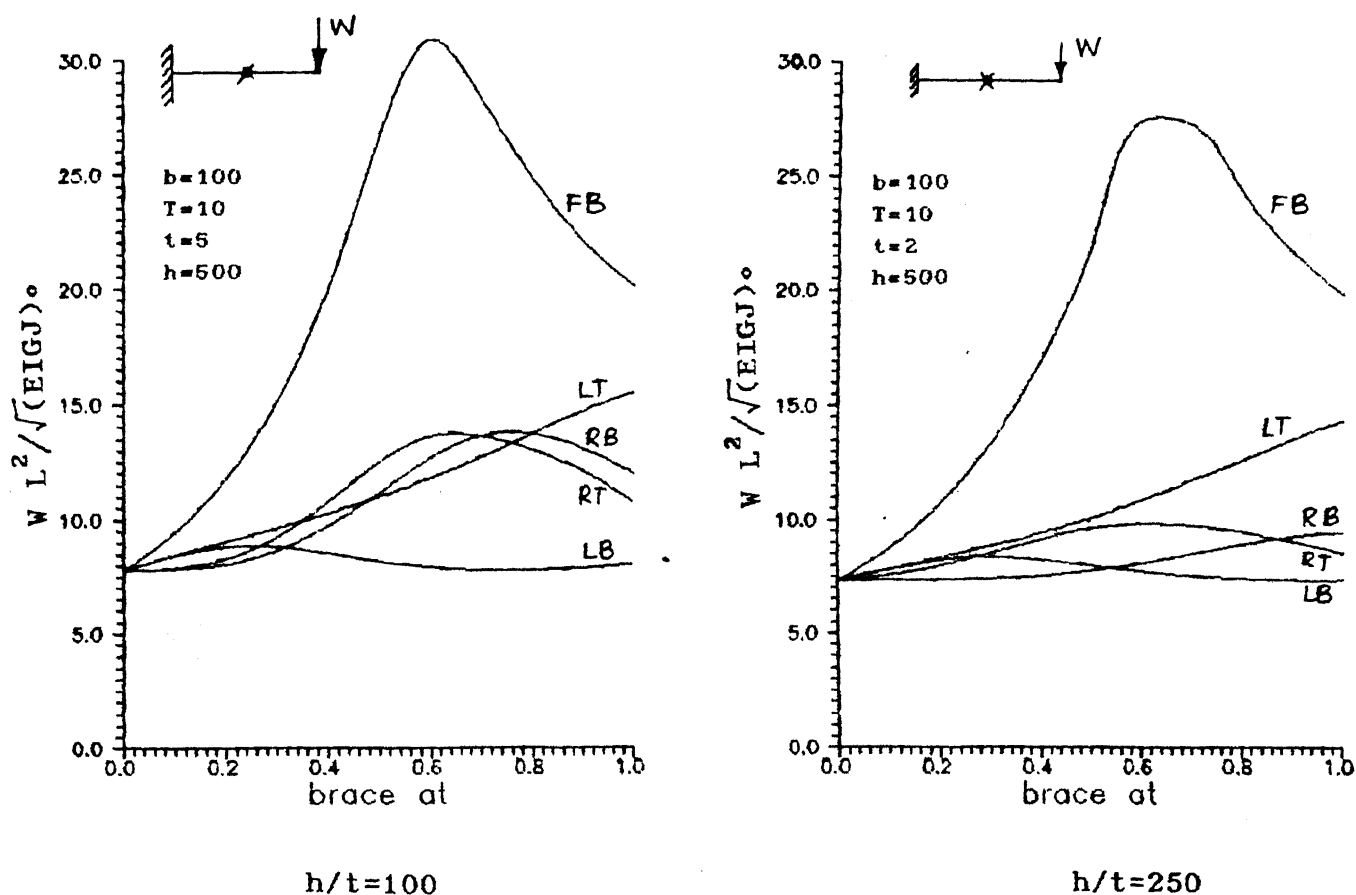 W
30.0
25.0
20.0
15.0
10.0
5.0
0.0
b=100
T=10
t=5
h=500
FB
LT
RB
RT
LB
W L²/√(EIGJ)o
0.0 0.2 0.4 0.6 0.8 1.0
brace at
h/t=100
W
30.0
25.0
20.0
15.0
10.0
5.0
0.0
b=100
T=10
t=2
h=500
FB
LT
RB
RT
LB
W L²/√(EIGJ)o
0.0 0.2 0.4 0.6 0.8 1.0
brace at
h/t=250